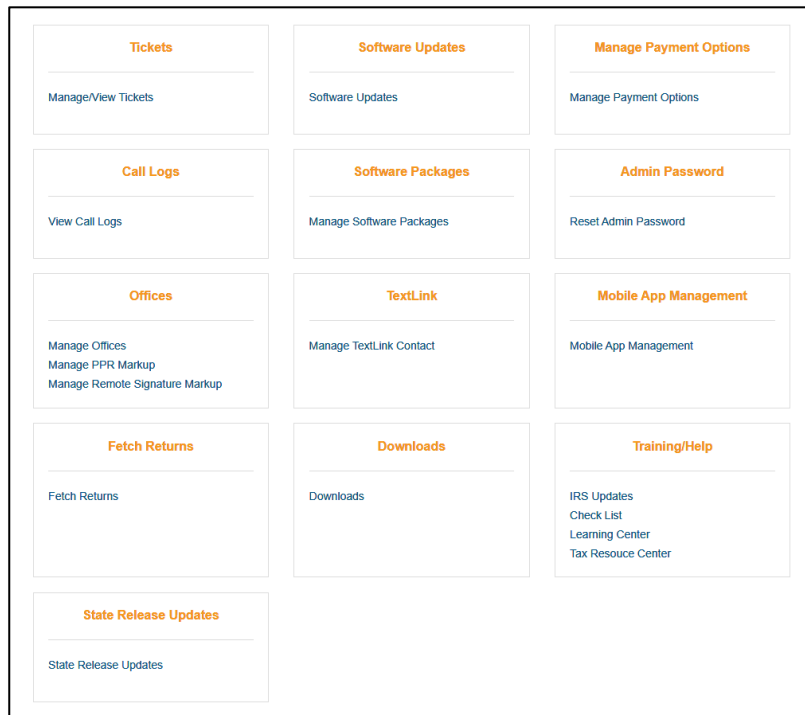 Tickets
Manage/View Tickets
Software Updates
Software Updates
Manage Payment Options
Manage Payment Options
Call Logs
View Call Logs
Software Packages
Manage Software Packages
Admin Password
Reset Admin Password
Offices
Manage Offices
Manage PPR Markup
Manage Remote Signature Markup
TextLink
Manage TextLink Contact
Mobile App Management
Mobile App Management
Fetch Returns
Fetch Returns
Downloads
Downloads
Training/Help
IRS Updates
Check List
Learning Center
Tax Resouce Center
State Release Updates
State Release Updates